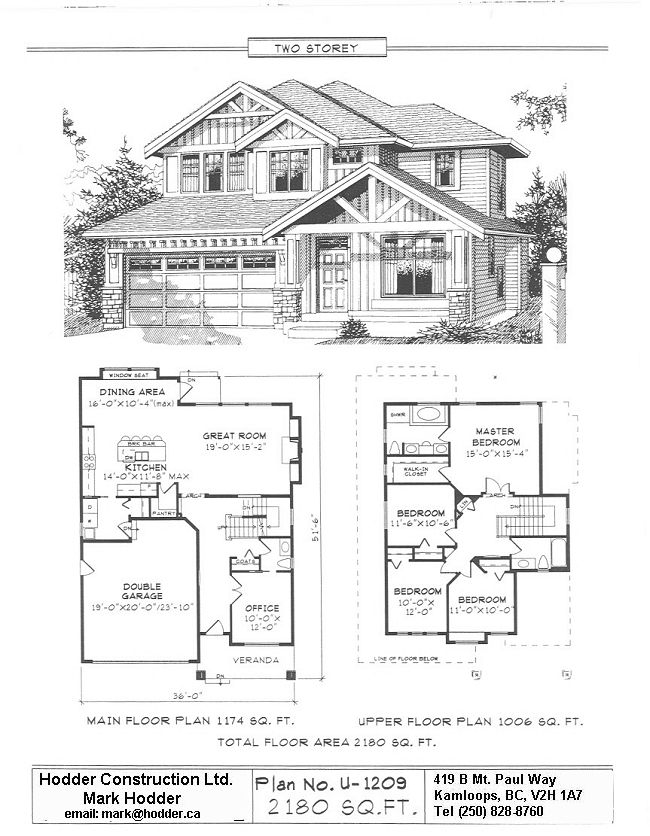 TWO STOREY
WINDOW SEAT
DN
DINING AREA
16'-0"X10'-4"(max)
GREAT ROOM
19'-0"X15'-2"
BRK BAR
DW
KITCHEN
14'-0"X11'-8" MAX
P
ARCH
PANTRY
D
DN
DN
COATS
DOUBLE
GARAGE
19'-0"X20'-0"/23'-10"
OFFICE
10'-0"X
12'-0"
VERANDA
DN
36'-0"
51'-6"
MAIN FLOOR PLAN 1174 SQ. FT.
SHWR
MASTER
BEDROOM
15'-0"X15'-4"
WALK-IN
CLOSET
ARCH
LIN
DN
BEDROOM
11'-6"X10'-6"
BEDROOM
10'-0"X
12'-0"
BEDROOM
11'-0"X10'-0"
LINE OF FLOOR BELOW
UPPER FLOOR PLAN 1006 SQ. FT.
TOTAL FLOOR AREA 2180 SQ. FT.
Hodder Construction Ltd.
Mark Hodder
email: mark@hodder.ca
Plan No. U-1209
2180 SQ.FT.
419 B Mt. Paul Way
Kamloops, BC, V2H 1A7
Tel (250) 828-8760